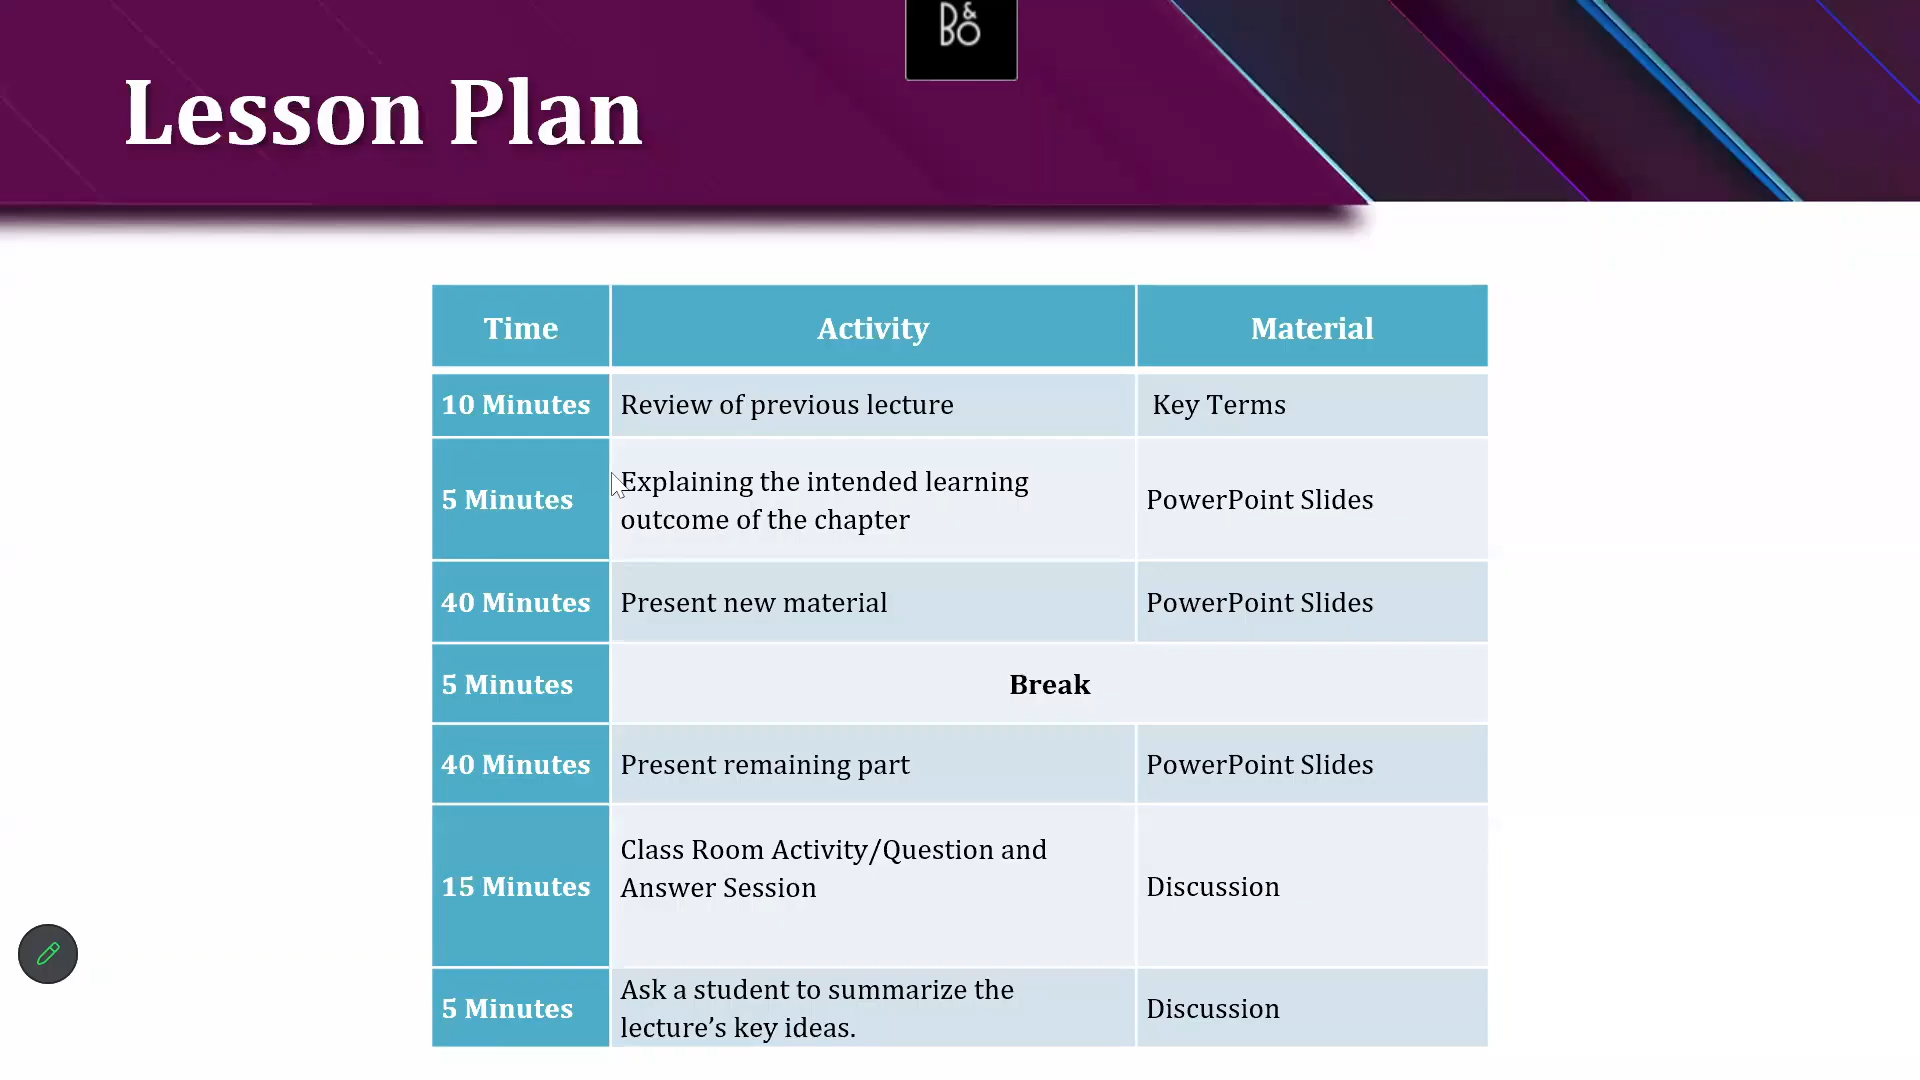 B&O
Lesson Plan
Time Activity Material
10 Minutes Review of previous lecture Key Terms
5 Minutes Explaining the intended learning outcome of the chapter PowerPoint Slides
40 Minutes Present new material PowerPoint Slides
5 Minutes Break
40 Minutes Present remaining part PowerPoint Slides
15 Minutes Class Room Activity/Question and Answer Session Discussion
5 Minutes Ask a student to summarize the lecture’s key ideas. Discussion